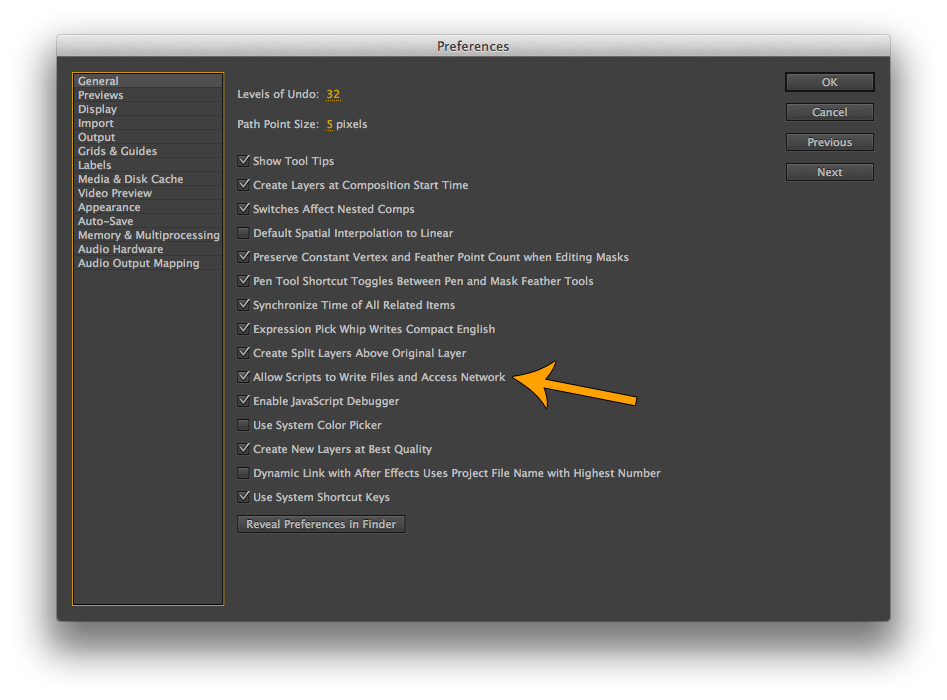 Preferences
General
Previews
Display
Import
Output
Grids & Guides
Labels
Media & Disk Cache
Video Preview
Appearance
Auto-Save
Memory & Multiprocessing
Audio Hardware
Audio Output Mapping
Levels of Undo: 32
Path Point Size: 5 pixels
Show Tool Tips
Create Layers at Composition Start Time
Switches Affect Nested Comps
Default Spatial Interpolation to Linear
Preserve Constant Vertex and Feather Point Count when Editing Masks
Pen Tool Shortcut Toggles Between Pen and Mask Feather Tools
Synchronize Time of All Related Items
Expression Pick Whip Writes Compact English
Create Split Layers Above Original Layer
Allow Scripts to Write Files and Access Network
Enable JavaScript Debugger
Use System Color Picker
Create New Layers at Best Quality
Dynamic Link with After Effects Uses Project File Name with Highest Number
Use System Shortcut Keys
Reveal Preferences in Finder
OK
Cancel
Previous
Next